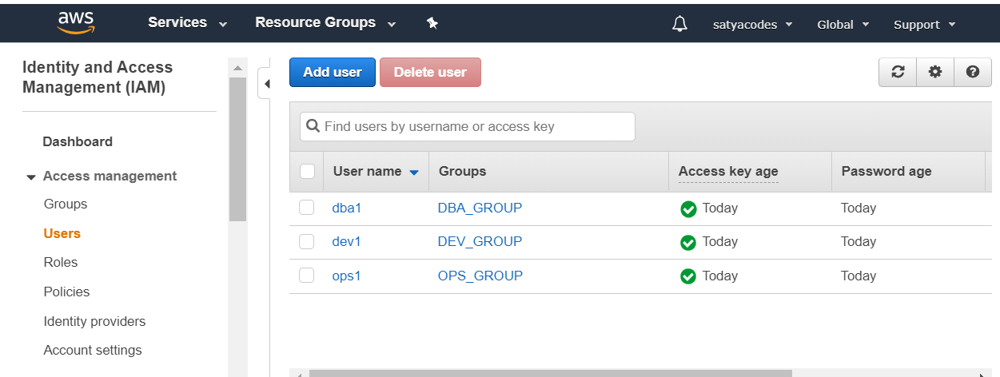 aws Services Resource Groups satyacodes Global Support
Identity and Access
Management (IAM)
Dashboard
Access management
Groups
Users
Roles
Policies
Identity providers
Account settings
Add user Delete user
Find users by username or access key
User name Groups Access key age Password age
dba1 DBA_GROUP Today Today
dev1 DEV_GROUP Today Today
ops1 OPS_GROUP Today Today